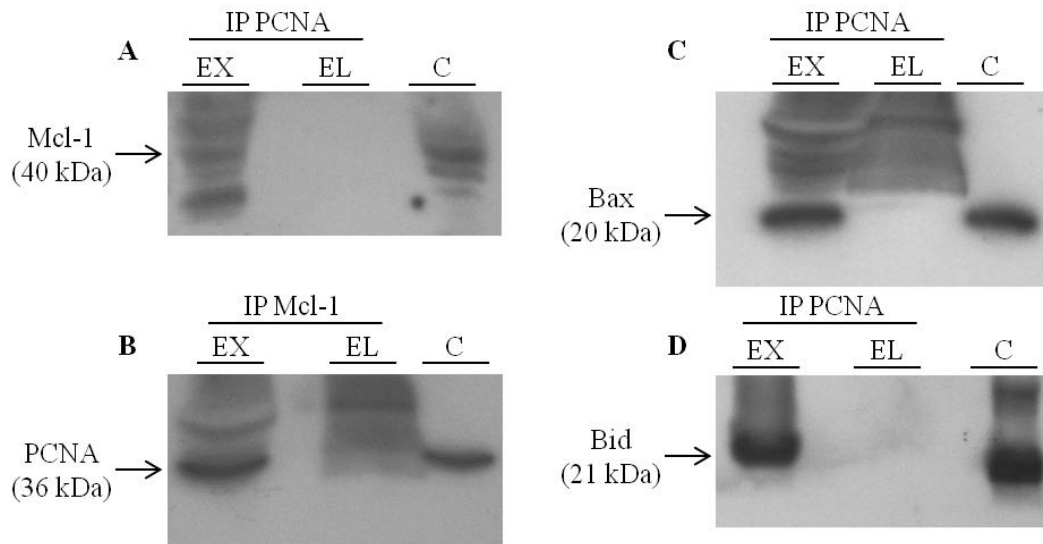 A
IP PCNA
EX EL C
Mcl-1
(40 kDa)
B
IP Mcl-1
EX EL C
PCNA
(36 kDa)
C
IP PCNA
EX EL C
Bax
(20 kDa)
D
IP PCNA
EX EL C
Bid
(21 kDa)